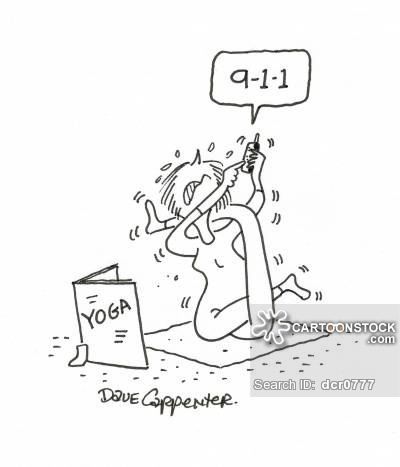 9-1-1
YOGA
CARTOONSTOCK
.com
Search ID: dcr0777
Dave Carpenter.